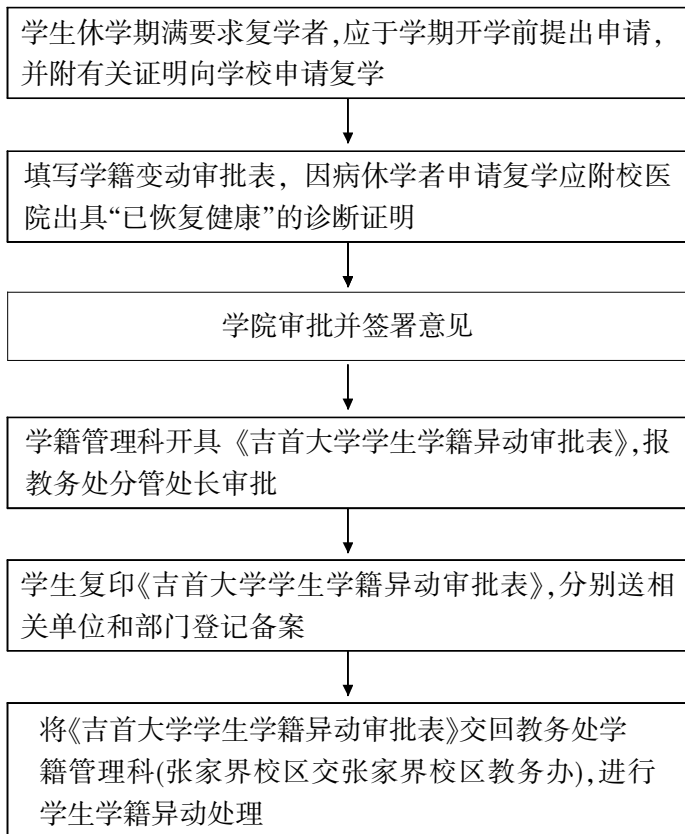 学生休学期满要求复学者,应于学期开学前提出申请,
并附有关证明向学校申请复学
填写学籍变动审批表，因病休学者申请复学应附校医
院出具“已恢复健康”的诊断证明
学院审批并签署意见
学籍管理科开具《吉首大学学生学籍异动审批表》,报
教务处分管处长审批
学生复印《吉首大学学生学籍异动审批表》,分别送相
关单位和部门登记备案
将《吉首大学学生学籍异动审批表》交回教务处学
籍管理科(张家界校区交张家界校区教务办),进行
学生学籍异动处理